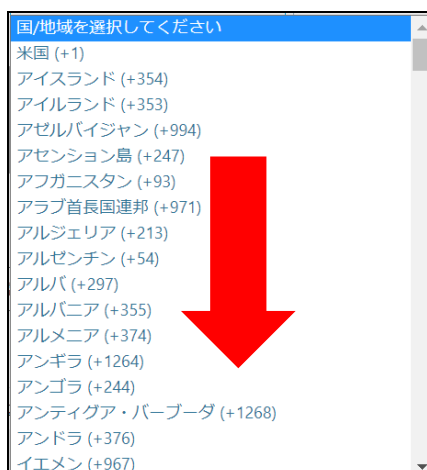 国/地域を選択してください
米国 (+1)
アイスランド (+354)
アイルランド (+353)
アゼルバイジャン (+994)
アセンション島 (+247)
アフガニスタン (+93)
アラブ首長国連邦 (+971)
アルジェリア (+213)
アルゼンチン (+54)
アルバ (+297)
アルバニア (+355)
アルメニア (+374)
アンギラ (+1264)
アンゴラ (+244)
アンティグア・バーブーダ (+1268)
アンドラ (+376)
イエメン (+967)